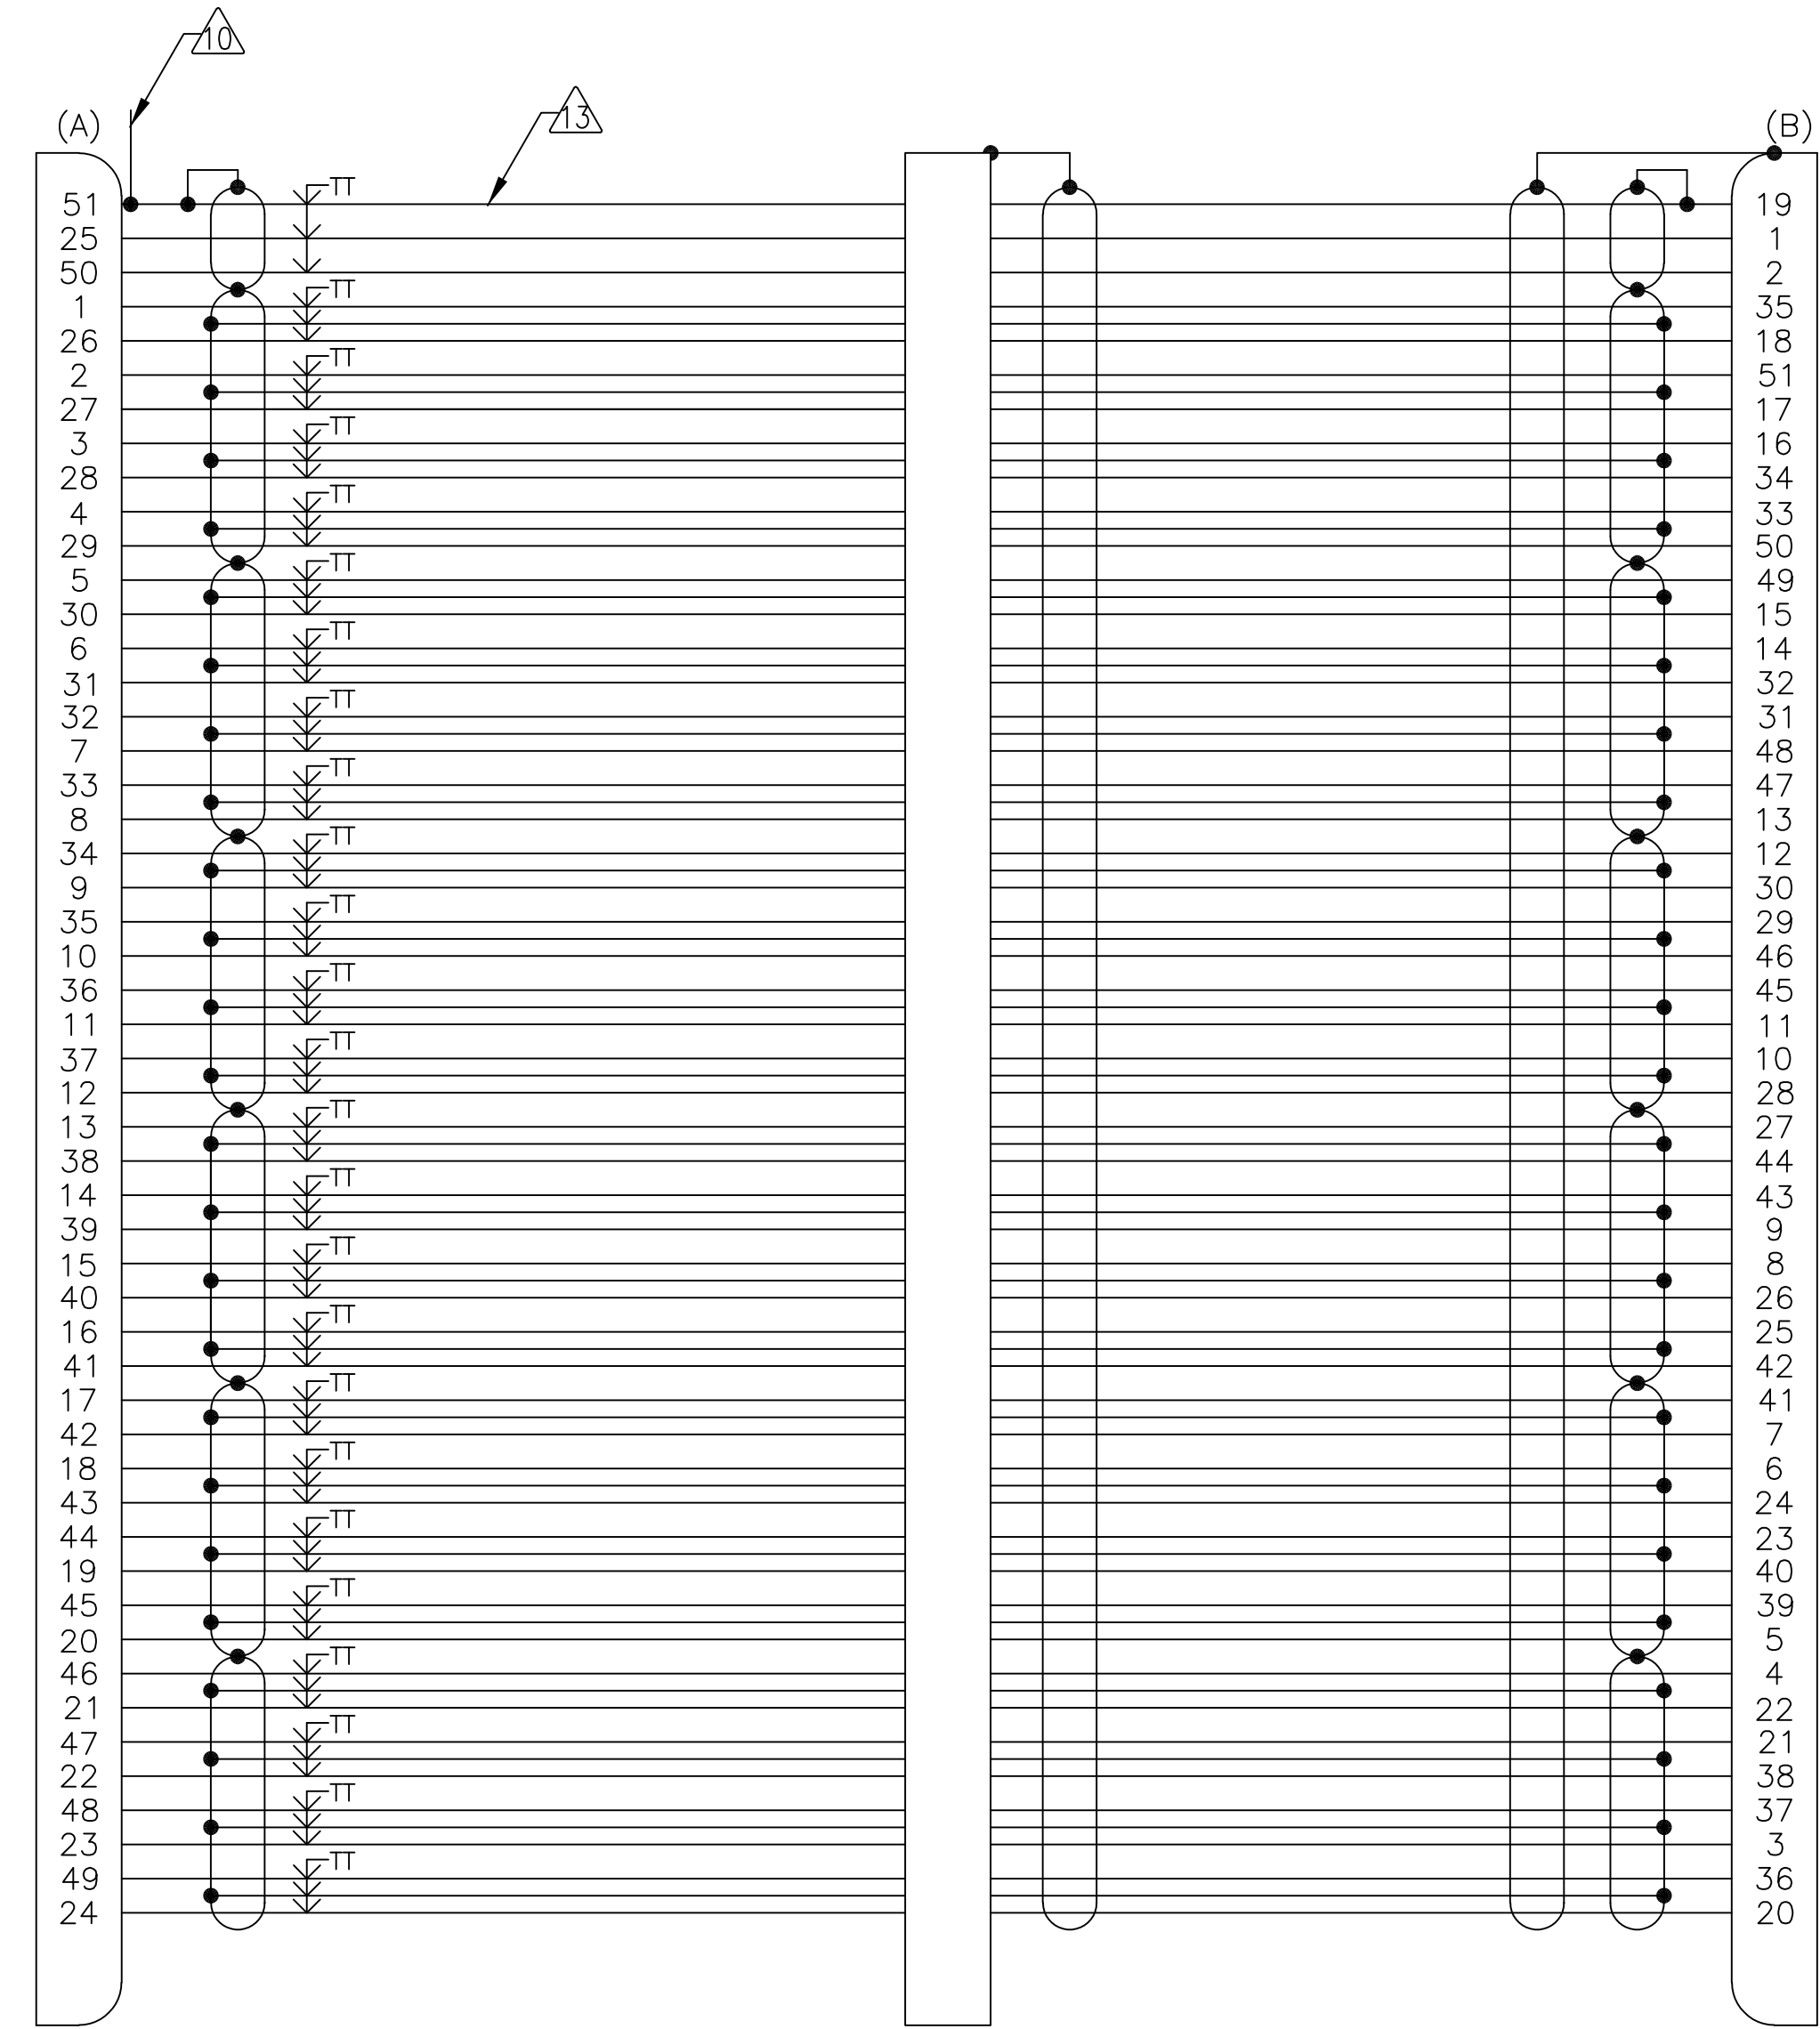 10
13
(A) (B)
51 TT 19
25 1
50 2
1 TT 35
26 18
2 TT 51
27 17
3 TT 16
28 34
4 TT 33
29 50
5 TT 49
30 15
6 TT 14
31 32
32 TT 31
7 48
33 TT 47
8 13
34 TT 12
9 30
35 TT 29
10 46
36 TT 45
11 11
37 TT 10
12 28
13 TT 27
38 44
14 TT 43
39 9
15 TT 8
40 26
16 TT 25
41 42
17 TT 41
42 7
18 TT 6
43 24
44 TT 23
19 40
45 TT 39
20 5
46 TT 4
21 22
47 TT 21
22 38
48 TT 37
23 3
49 TT 36
24 20